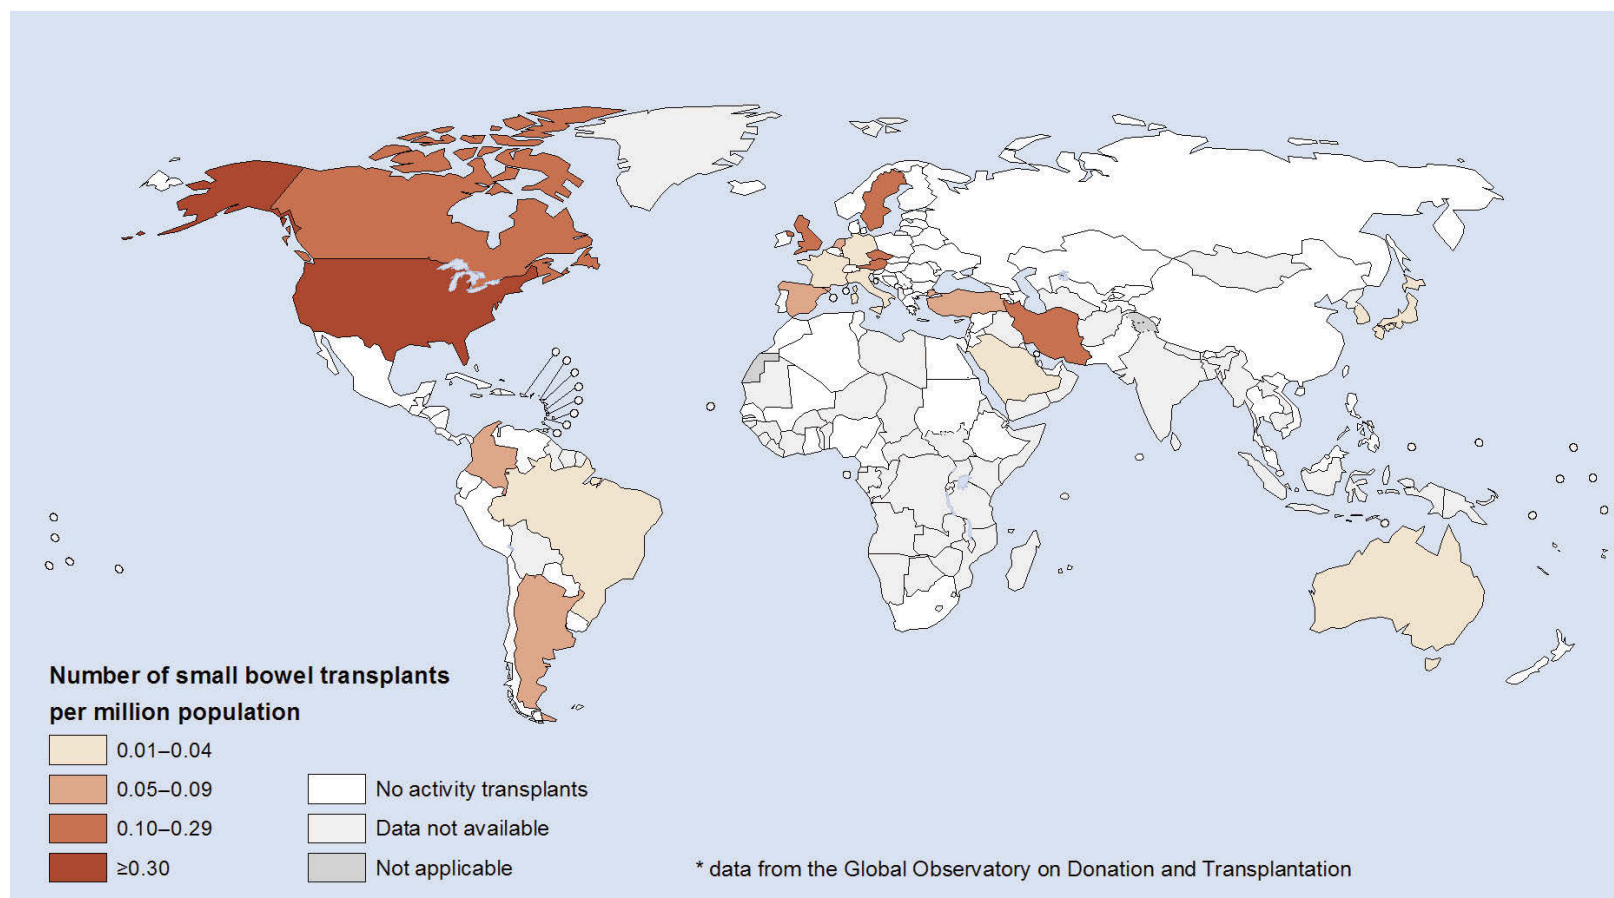 Number of small bowel transplants
per million population
0.01–0.04
0.05–0.09
0.10–0.29
≥0.30
No activity transplants
Data not available
Not applicable
* data from the Global Observatory on Donation and Transplantation